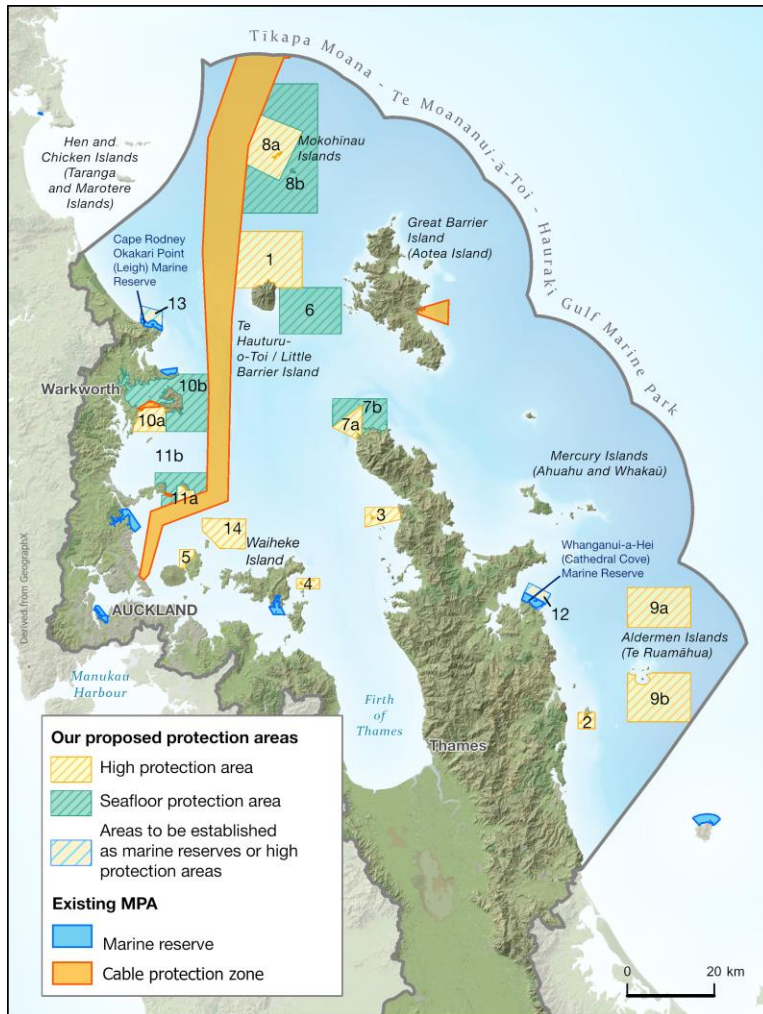 Tīkapa Moana - Te Moananui-ā-Toi - Hauraki Gulf Marine Park
Hen and
Chicken Islands
(Taranga
and Marotere
Islands)
8a
Mokohīnau
Islands
8b
Great Barrier
Island
(Aotea Island)
Cape Rodney
Okakari Point
(Leigh) Marine
Reserve
13
1
6
Te
Hauturu-
o-Toi / Little
Barrier Island
Warkworth
10b
10a
7b
7a
11b
11a
Mercury Islands
(Ahuahu and Whakaū)
3
14
Waiheke
Island
5
4
Whanganui-a-Hei
(Cathedral Cove)
Marine Reserve
12
9a
Aldermen Islands
(Te Ruamāhua)
9b
2
AUCKLAND
Manukau
Harbour
Firth
of
Thames
Thames
Derived from GeographX
Our proposed protection areas
High protection area
Seafloor protection area
Areas to be established
as marine reserves or high
protection areas
Existing MPA
Marine reserve
Cable protection zone
0 20 km